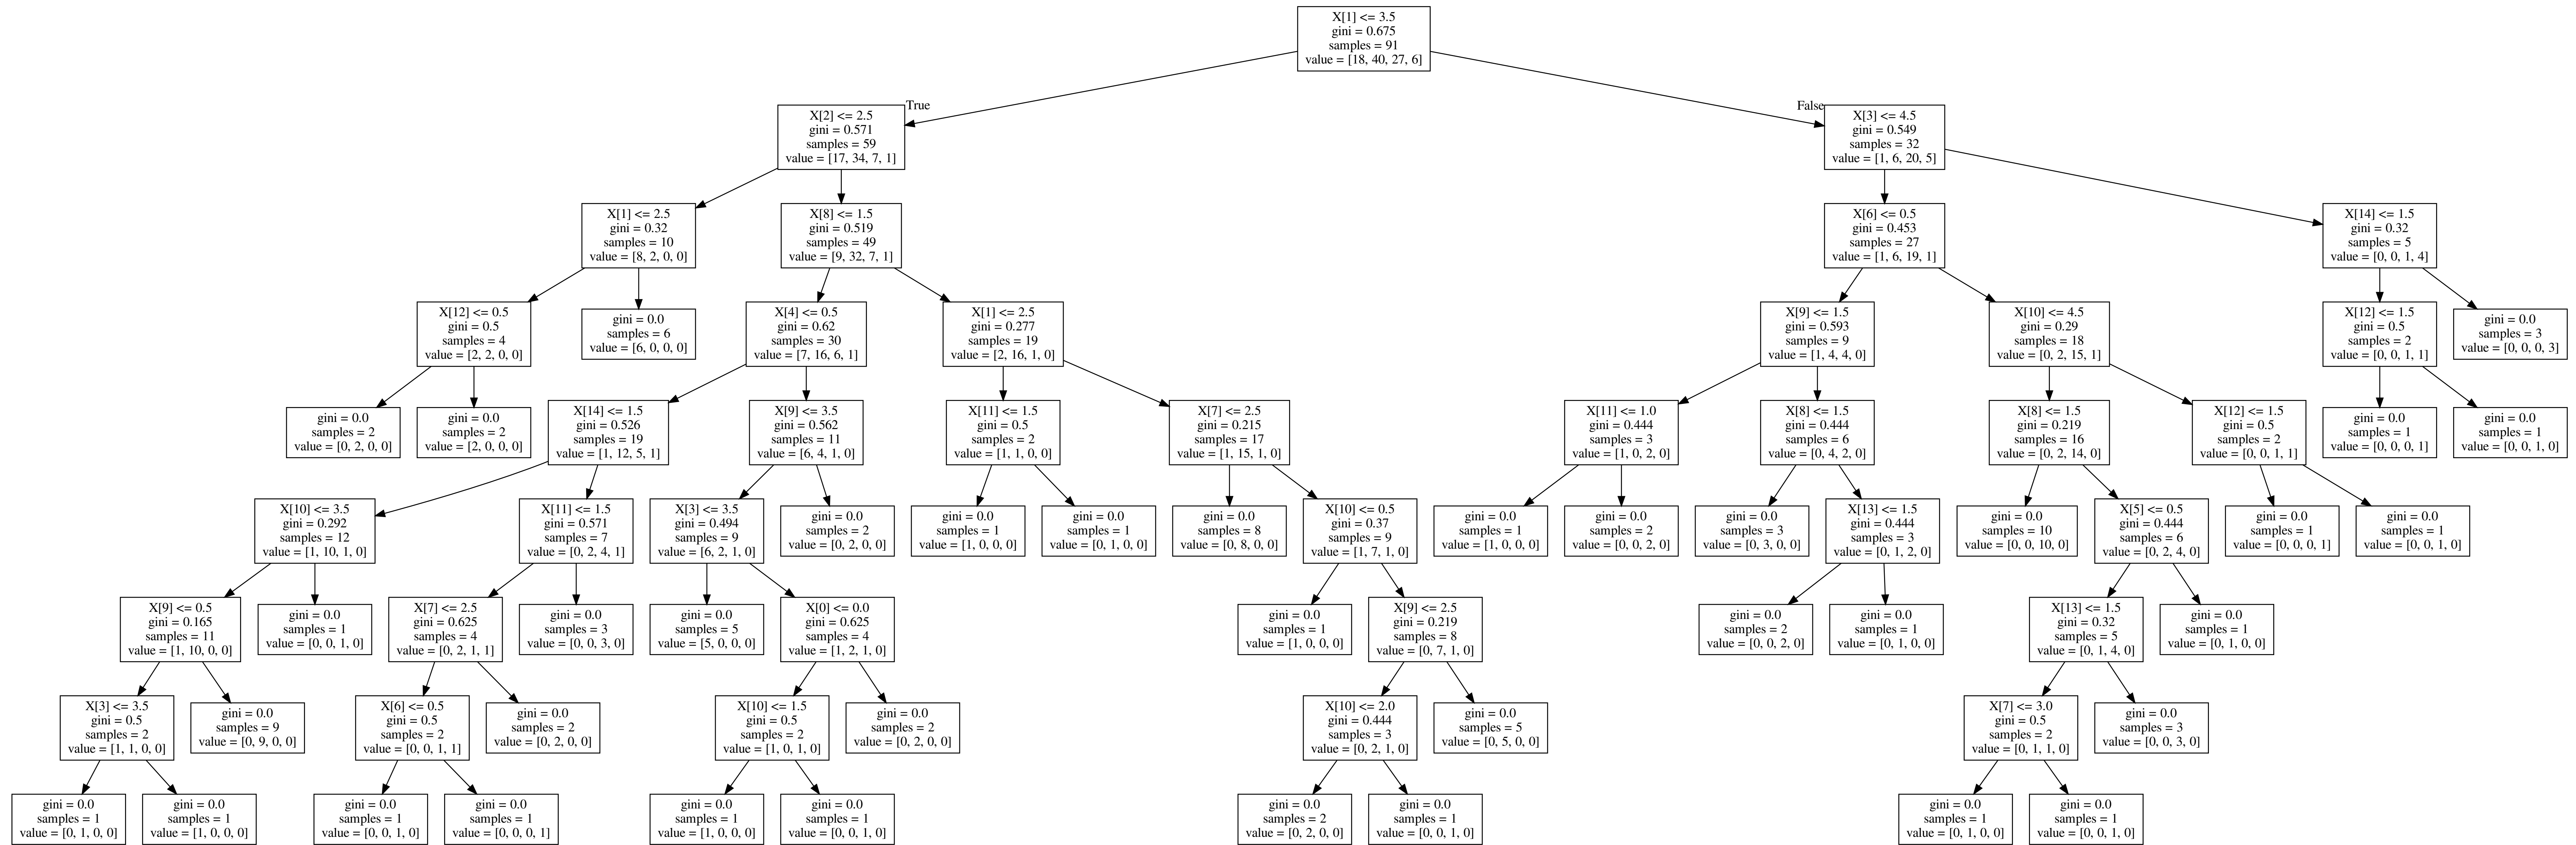 X[1] <= 3.5
gini = 0.675
samples = 91
value = [18, 40, 27, 6]
True
False
X[2] <= 2.5
gini = 0.571
samples = 59
value = [17, 34, 7, 1]
X[3] <= 4.5
gini = 0.549
samples = 32
value = [1, 6, 20, 5]
X[1] <= 2.5
gini = 0.32
samples = 10
value = [8, 2, 0, 0]
X[8] <= 1.5
gini = 0.519
samples = 49
value = [9, 32, 7, 1]
X[6] <= 0.5
gini = 0.453
samples = 27
value = [1, 6, 19, 1]
X[14] <= 1.5
gini = 0.32
samples = 5
value = [0, 0, 1, 4]
X[12] <= 0.5
gini = 0.5
samples = 4
value = [2, 2, 0, 0]
gini = 0.0
samples = 6
value = [6, 0, 0, 0]
X[4] <= 0.5
gini = 0.62
samples = 30
value = [7, 16, 6, 1]
X[1] <= 2.5
gini = 0.277
samples = 19
value = [2, 16, 1, 0]
X[9] <= 1.5
gini = 0.593
samples = 9
value = [1, 4, 4, 0]
X[10] <= 4.5
gini = 0.29
samples = 18
value = [0, 2, 15, 1]
X[12] <= 1.5
gini = 0.5
samples = 2
value = [0, 0, 1, 1]
gini = 0.0
samples = 3
value = [0, 0, 0, 3]
gini = 0.0
samples = 2
value = [0, 2, 0, 0]
gini = 0.0
samples = 2
value = [2, 0, 0, 0]
X[14] <= 1.5
gini = 0.526
samples = 19
value = [1, 12, 5, 1]
X[9] <= 3.5
gini = 0.562
samples = 11
value = [6, 4, 1, 0]
X[11] <= 1.5
gini = 0.5
samples = 2
value = [1, 1, 0, 0]
X[7] <= 2.5
gini = 0.215
samples = 17
value = [1, 15, 1, 0]
X[11] <= 1.0
gini = 0.444
samples = 3
value = [1, 0, 2, 0]
X[8] <= 1.5
gini = 0.444
samples = 6
value = [0, 4, 2, 0]
X[8] <= 1.5
gini = 0.219
samples = 16
value = [0, 2, 14, 0]
X[12] <= 1.5
gini = 0.5
samples = 2
value = [0, 0, 1, 1]
gini = 0.0
samples = 1
value = [0, 0, 0, 1]
gini = 0.0
samples = 1
value = [0, 0, 1, 0]
X[10] <= 3.5
gini = 0.292
samples = 12
value = [1, 10, 1, 0]
X[11] <= 1.5
gini = 0.571
samples = 7
value = [0, 2, 4, 1]
X[3] <= 3.5
gini = 0.494
samples = 9
value = [6, 2, 1, 0]
gini = 0.0
samples = 2
value = [0, 2, 0, 0]
gini = 0.0
samples = 1
value = [1, 0, 0, 0]
gini = 0.0
samples = 1
value = [0, 1, 0, 0]
gini = 0.0
samples = 8
value = [0, 8, 0, 0]
X[10] <= 0.5
gini = 0.37
samples = 9
value = [1, 7, 1, 0]
gini = 0.0
samples = 1
value = [1, 0, 0, 0]
gini = 0.0
samples = 2
value = [0, 0, 2, 0]
gini = 0.0
samples = 3
value = [0, 3, 0, 0]
X[13] <= 1.5
gini = 0.444
samples = 3
value = [0, 1, 2, 0]
gini = 0.0
samples = 10
value = [0, 0, 10, 0]
X[5] <= 0.5
gini = 0.444
samples = 6
value = [0, 2, 4, 0]
gini = 0.0
samples = 1
value = [0, 0, 0, 1]
gini = 0.0
samples = 1
value = [0, 0, 1, 0]
X[9] <= 0.5
gini = 0.165
samples = 11
value = [1, 10, 0, 0]
gini = 0.0
samples = 1
value = [0, 0, 1, 0]
X[7] <= 2.5
gini = 0.625
samples = 4
value = [0, 2, 1, 1]
gini = 0.0
samples = 3
value = [0, 0, 3, 0]
gini = 0.0
samples = 5
value = [5, 0, 0, 0]
X[0] <= 0.0
gini = 0.625
samples = 4
value = [1, 2, 1, 0]
gini = 0.0
samples = 1
value = [1, 0, 0, 0]
X[9] <= 2.5
gini = 0.219
samples = 8
value = [0, 7, 1, 0]
gini = 0.0
samples = 2
value = [0, 0, 2, 0]
gini = 0.0
samples = 1
value = [0, 1, 0, 0]
X[13] <= 1.5
gini = 0.32
samples = 5
value = [0, 1, 4, 0]
gini = 0.0
samples = 1
value = [0, 1, 0, 0]
X[3] <= 3.5
gini = 0.5
samples = 2
value = [1, 1, 0, 0]
gini = 0.0
samples = 9
value = [0, 9, 0, 0]
X[6] <= 0.5
gini = 0.5
samples = 2
value = [0, 0, 1, 1]
gini = 0.0
samples = 2
value = [0, 2, 0, 0]
X[10] <= 1.5
gini = 0.5
samples = 2
value = [1, 0, 1, 0]
gini = 0.0
samples = 2
value = [0, 2, 0, 0]
X[10] <= 2.0
gini = 0.444
samples = 3
value = [0, 2, 1, 0]
gini = 0.0
samples = 5
value = [0, 5, 0, 0]
X[7] <= 3.0
gini = 0.5
samples = 2
value = [0, 1, 1, 0]
gini = 0.0
samples = 3
value = [0, 0, 3, 0]
gini = 0.0
samples = 1
value = [0, 1, 0, 0]
gini = 0.0
samples = 1
value = [1, 0, 0, 0]
gini = 0.0
samples = 1
value = [0, 0, 1, 0]
gini = 0.0
samples = 1
value = [0, 0, 0, 1]
gini = 0.0
samples = 1
value = [1, 0, 0, 0]
gini = 0.0
samples = 1
value = [0, 0, 1, 0]
gini = 0.0
samples = 2
value = [0, 2, 0, 0]
gini = 0.0
samples = 1
value = [0, 0, 1, 0]
gini = 0.0
samples = 1
value = [0, 1, 0, 0]
gini = 0.0
samples = 1
value = [0, 0, 1, 0]